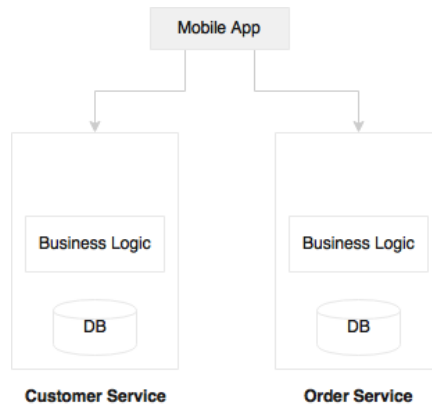 Mobile App
Business Logic
Business Logic
DB
DB
Customer Service
Order Service